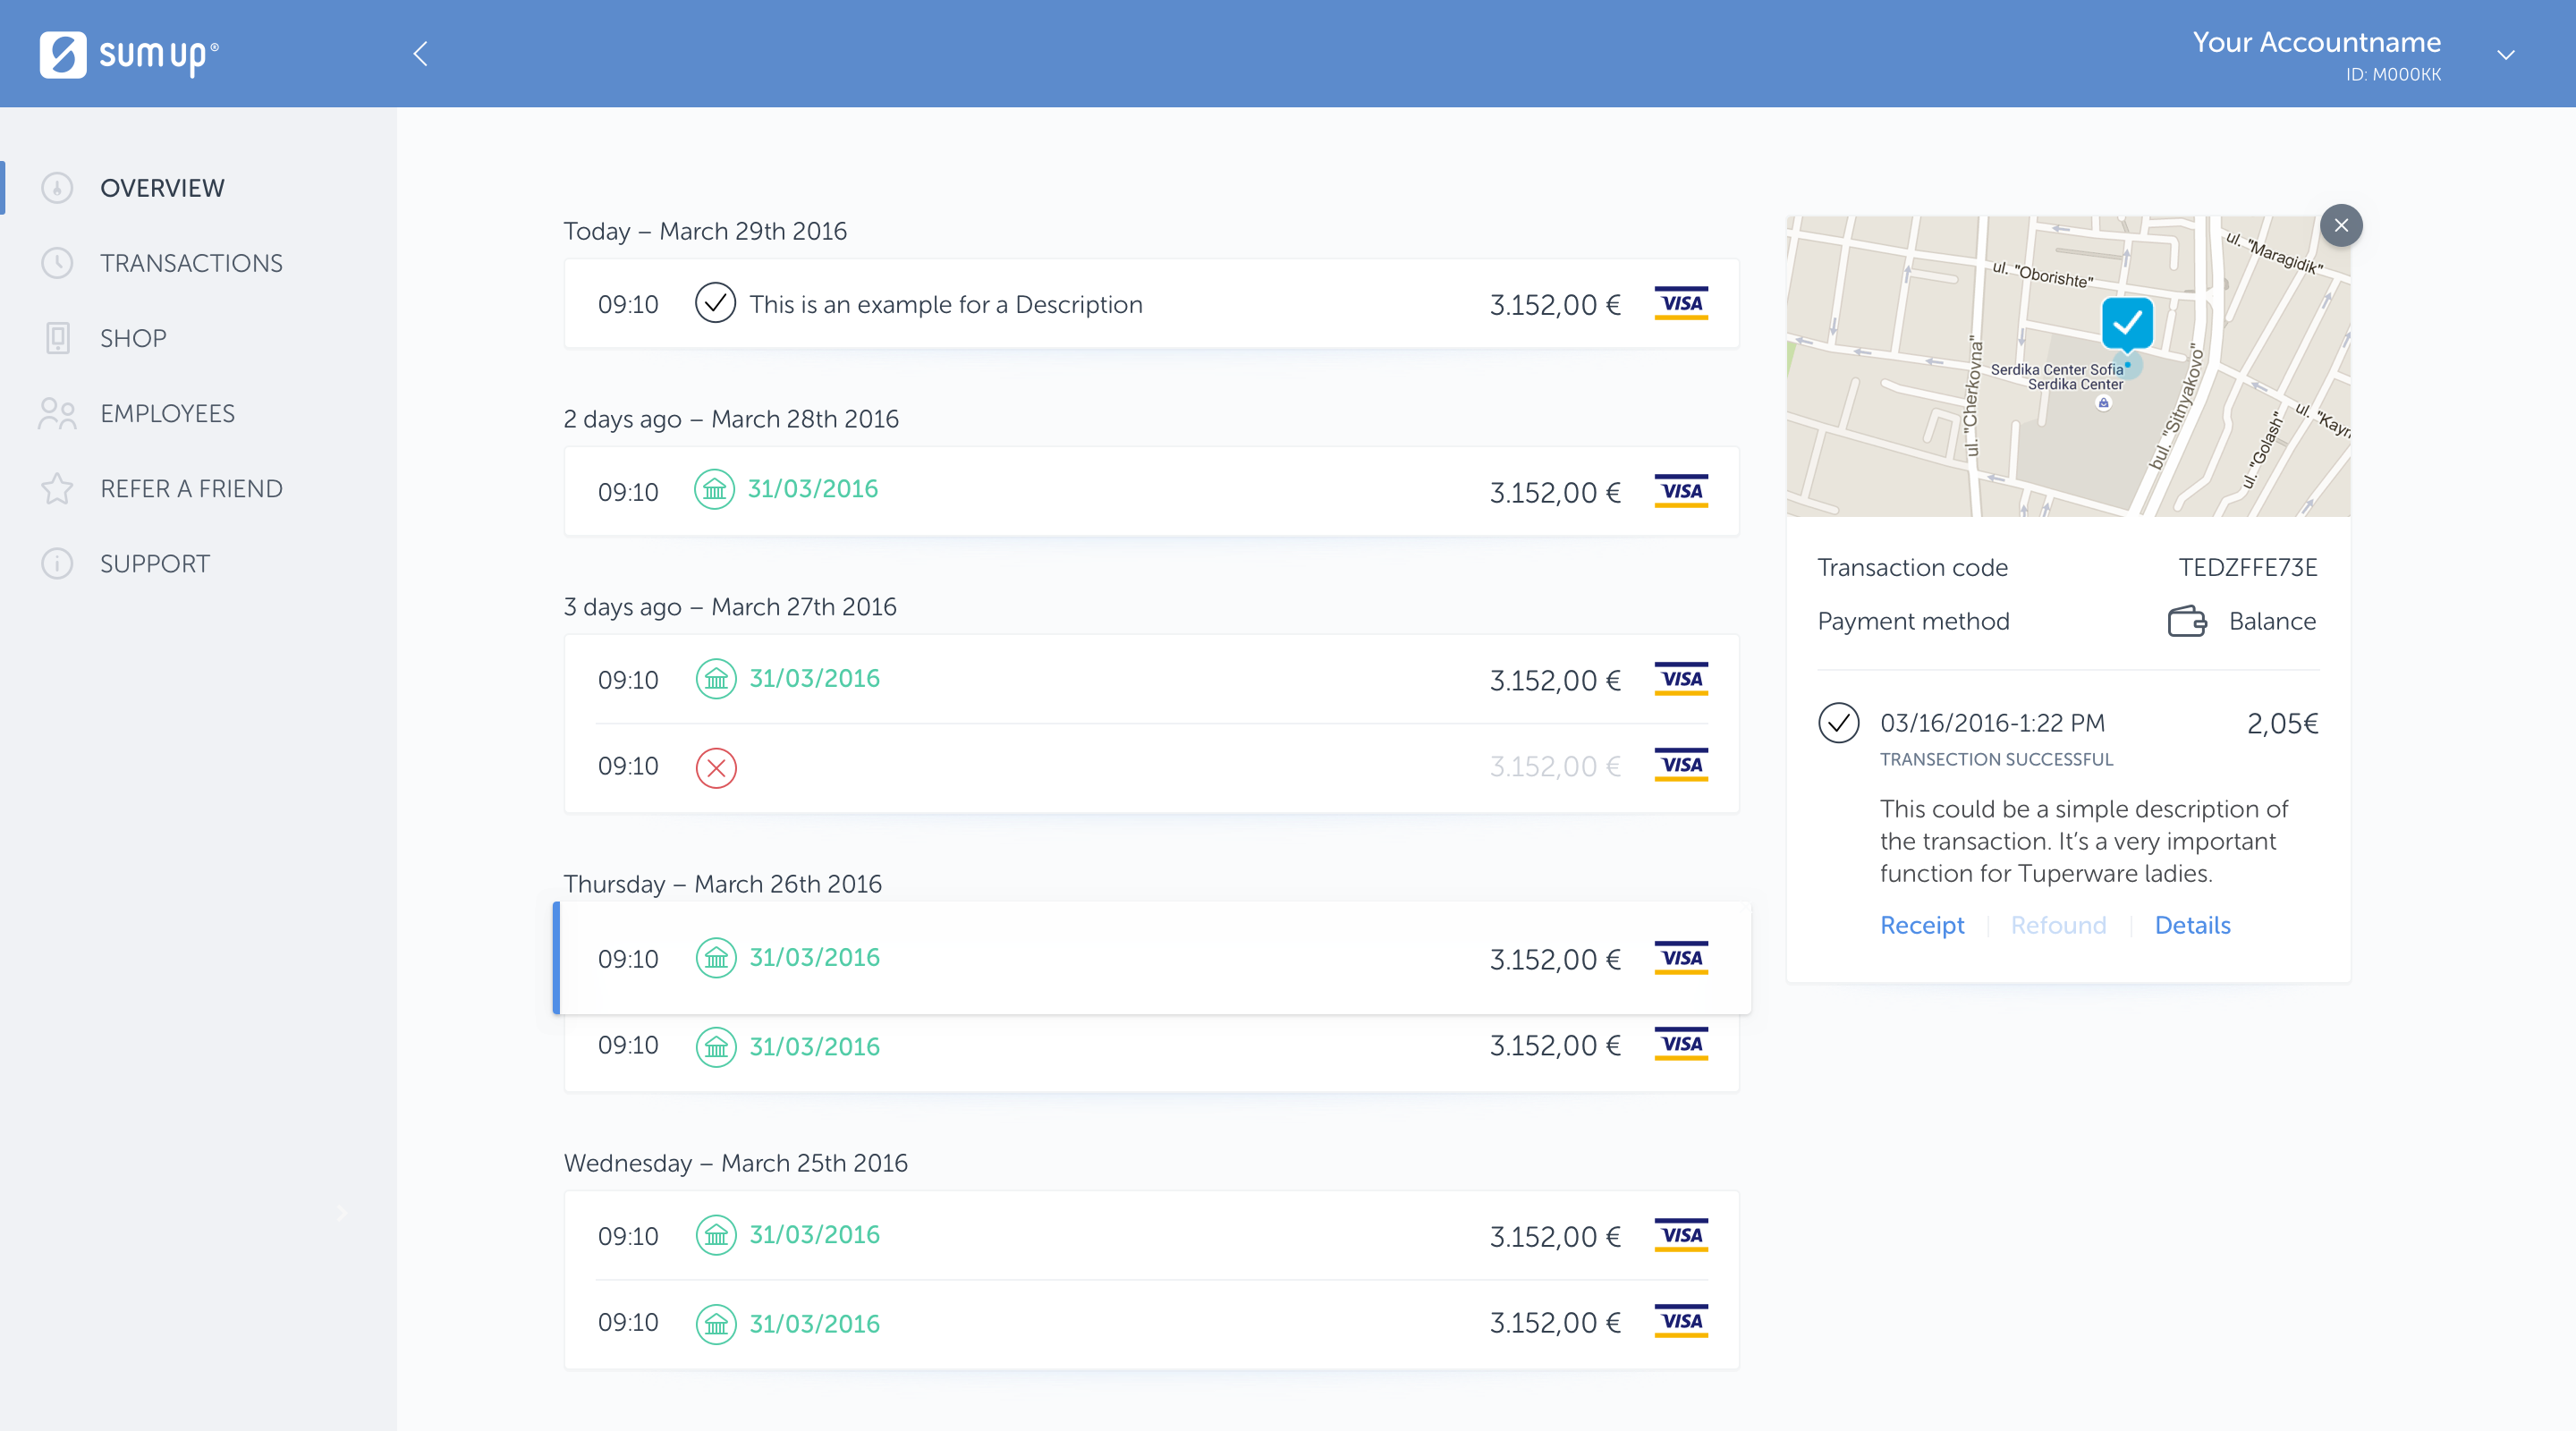 sumup®
Your Accountname
ID: M000KK
OVERVIEW
TRANSACTIONS
SHOP
EMPLOYEES
REFER A FRIEND
SUPPORT
Today – March 29th 2016
09:10 This is an example for a Description 3.152,00 € VISA
2 days ago – March 28th 2016
09:10 31/03/2016 3.152,00 € VISA
3 days ago – March 27th 2016
09:10 31/03/2016 3.152,00 € VISA
09:10 3.152,00 € VISA
Thursday – March 26th 2016
09:10 31/03/2016 3.152,00 € VISA
09:10 31/03/2016 3.152,00 € VISA
Wednesday – March 25th 2016
09:10 31/03/2016 3.152,00 € VISA
09:10 31/03/2016 3.152,00 € VISA
ul. "Maragidik"
ul. "Oborishte"
ul. "Cherkovna"
Serdika Center Sofia
Serdika Center
bul. "Sitnyakovo"
ul. "Golash"
ul. "Kayn
Transaction code TEDZFFE73E
Payment method Balance
03/16/2016-1:22 PM 2,05€
TRANSECTION SUCCESSFUL
This could be a simple description of
the transaction. It’s a very important
function for Tuperware ladies.
Receipt | Refound | Details